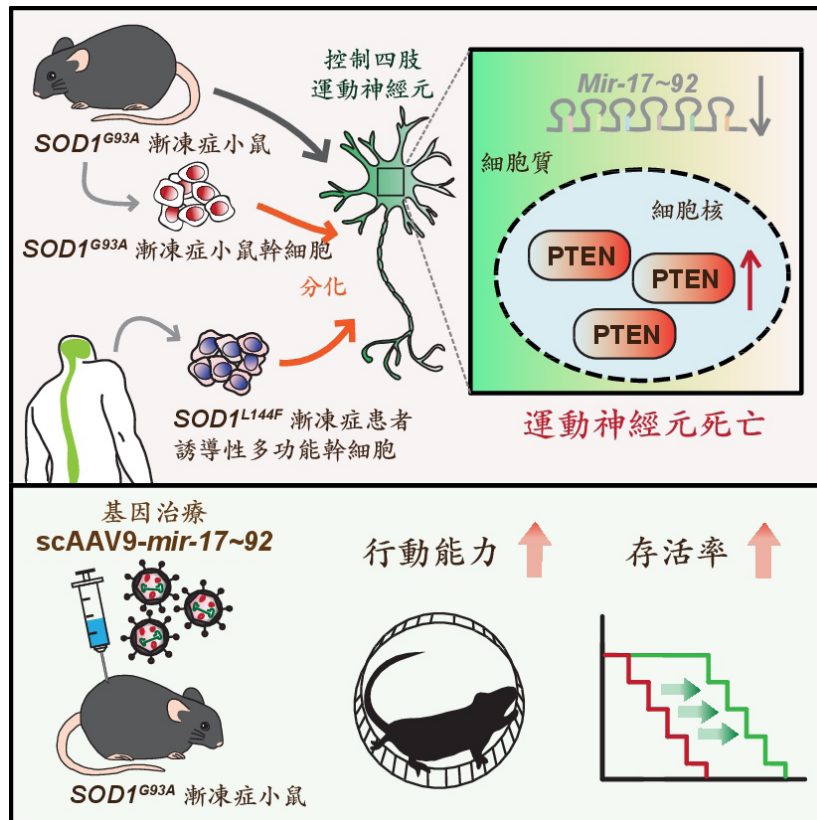 控制四肢
運動神經元
SOD1G93A 漸凍症小鼠
SOD1G93A 漸凍症小鼠幹細胞
分化
SOD1L144F 漸凍症患者
誘導性多功能幹細胞
Mir-17~92
細胞質
細胞核
PTEN
PTEN
PTEN
運動神經元死亡
基因治療
scAAV9-mir-17~92
SOD1G93A 漸凍症小鼠
行動能力
存活率